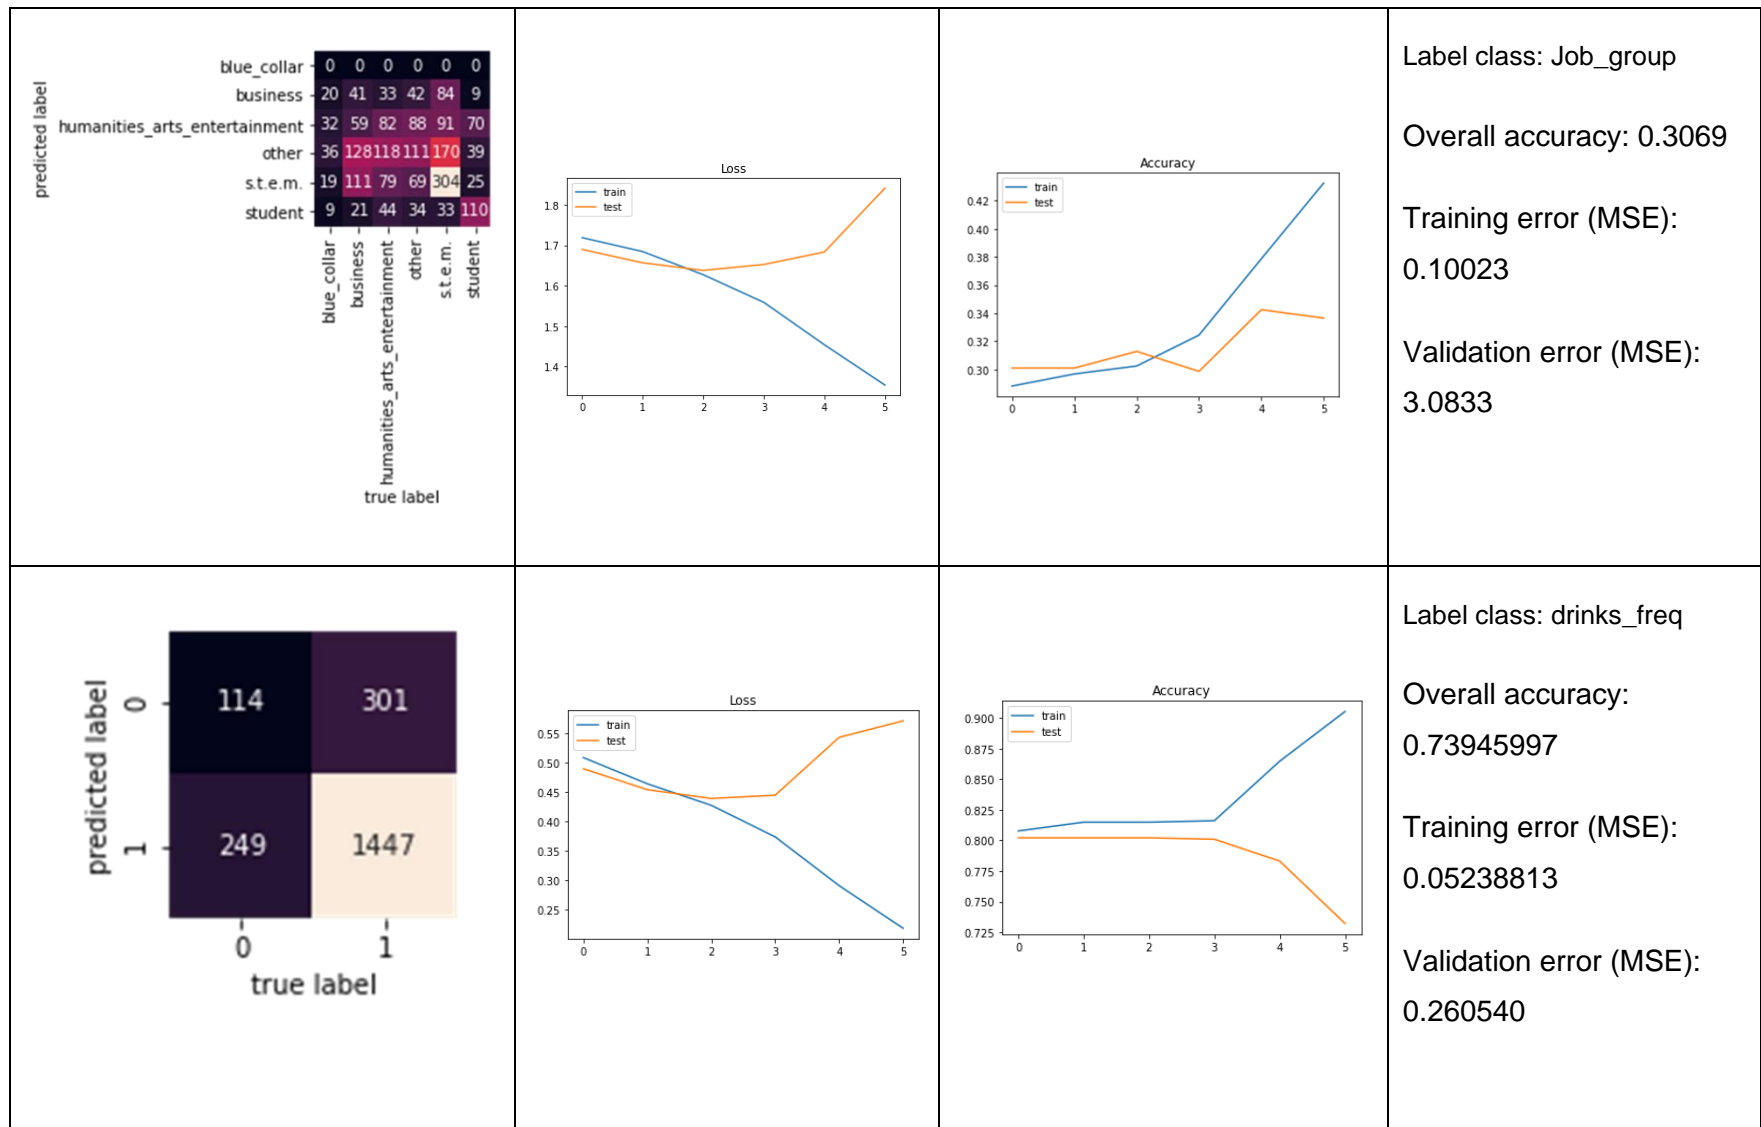 predicted label
blue_collar 0 0 0 0 0 0
business 20 41 33 42 84 9
humanities_arts_entertainment 32 59 82 88 91 70
other 36 128 118 111 170 39
s.t.e.m. 19 111 79 69 304 25
student 9 21 44 34 33 110
blue_collar
business
humanities_arts_entertainment
other
s.t.e.m.
student
true label
Loss
train
test
1.8
1.7
1.6
1.5
1.4
0 1 2 3 4 5
Accuracy
train
test
0.42
0.40
0.38
0.36
0.34
0.32
0.30
0 1 2 3 4 5
Label class: Job_group
Overall accuracy: 0.3069
Training error (MSE):
0.10023
Validation error (MSE):
3.0833
predicted label
0 114 301
1 249 1447
0 1
true label
Loss
train
test
0.55
0.50
0.45
0.40
0.35
0.30
0.25
0 1 2 3 4 5
Accuracy
train
test
0.900
0.875
0.850
0.825
0.800
0.775
0.750
0.725
0 1 2 3 4 5
Label class: drinks_freq
Overall accuracy:
0.73945997
Training error (MSE):
0.05238813
Validation error (MSE):
0.260540